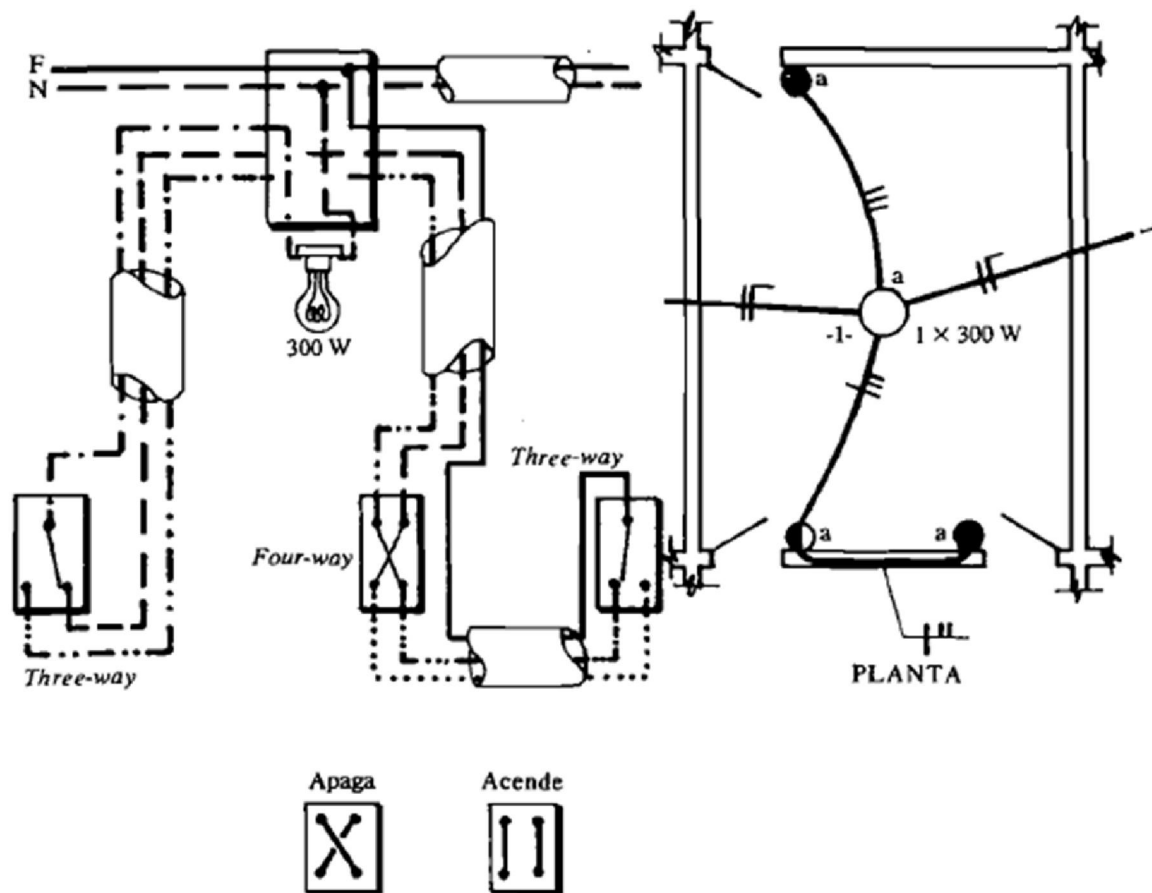 F
N
300 W
Three-way
Four-way
Three-way
a
a
-1-
1 × 300 W
a
a
PLANTA
Apaga
Acende